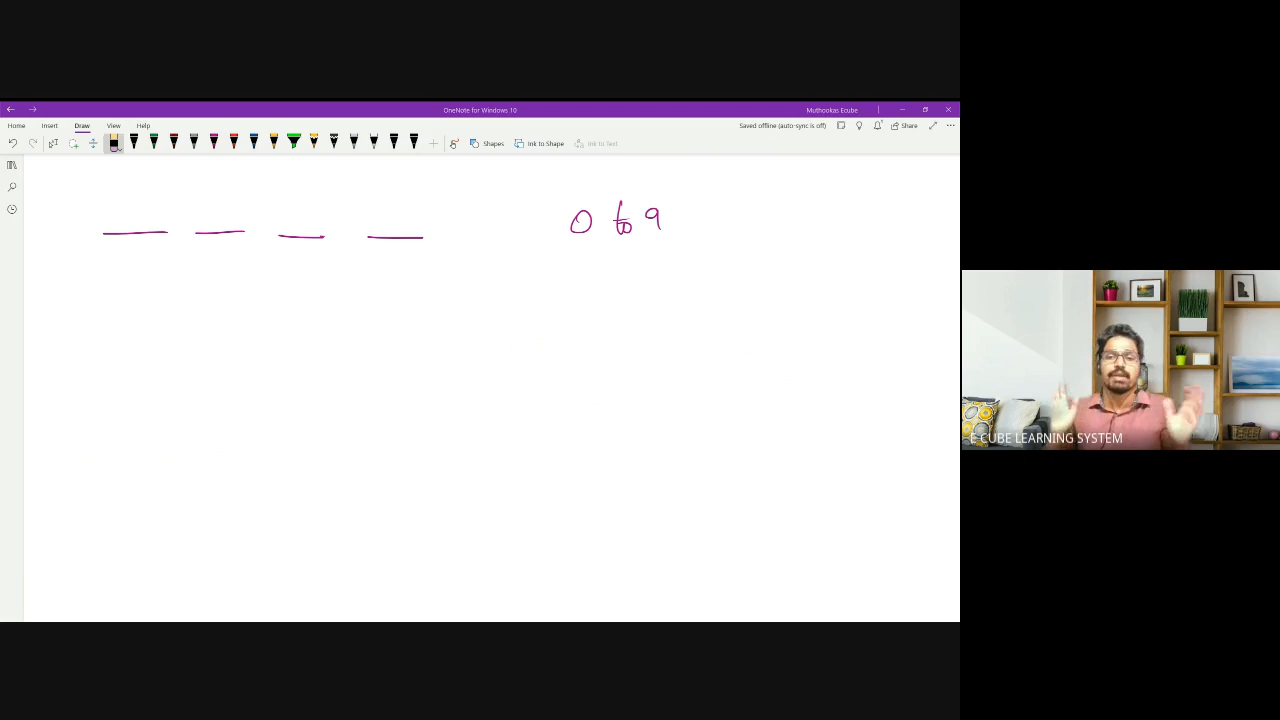 OneNote for Windows 10
Muthookas Ecube
Home Insert Draw View Help
Saved offline (auto-sync is off)
Share
Shapes
Ink to Shape
Ink to Text
0 to 9
E CUBE LEARNING SYSTEM